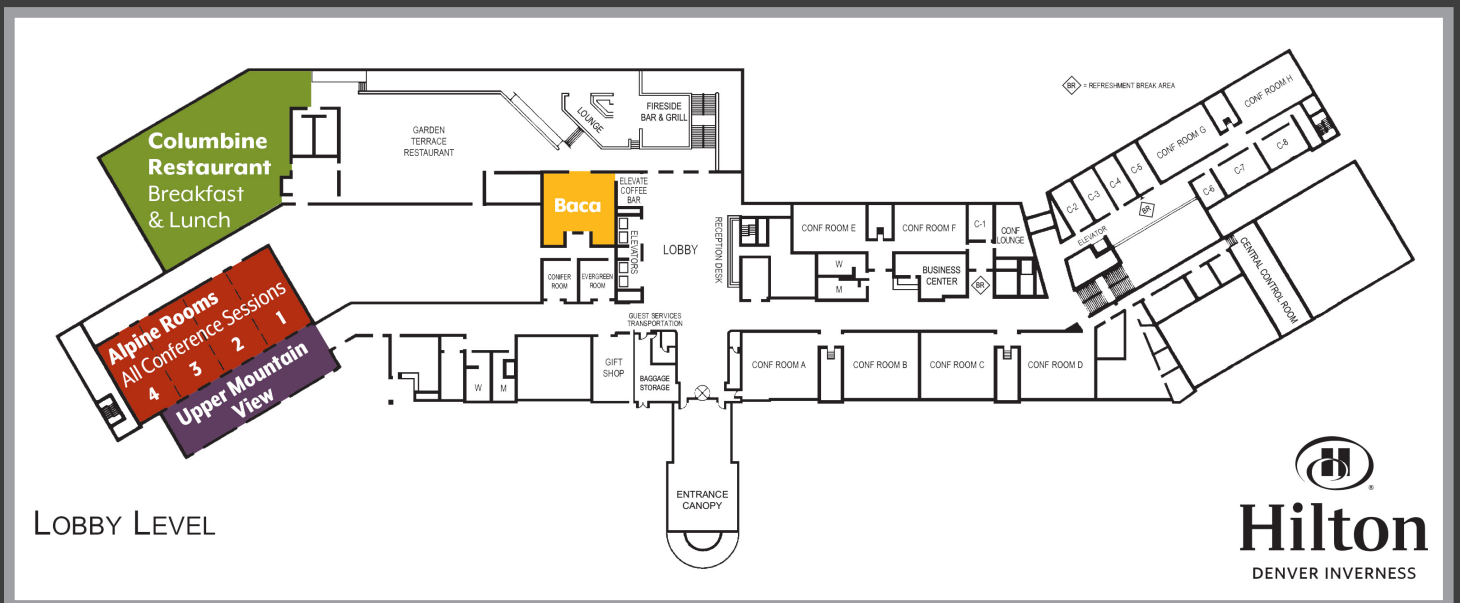 Columbine
Restaurant
Breakfast
& Lunch
GARDEN
TERRACE
RESTAURANT
LOUNGE
FIRESIDE
BAR & GRILL
BR = REFRESHMENT BREAK AREA
CONF ROOM H
CONF ROOM G
C-2
C-3
C-4
C-5
C-6
C-7
C-8
BR
ELEVATOR
CENTRAL CONTROL ROOM
Baca
ELEVATE
COFFEE
BAR
ELEVATORS
LOBBY
RECEPTION DESK
CONF ROOM E
CONF ROOM F
C-1
CONF
LOUNGE
W
M
BUSINESS
CENTER
BR
CONIFER
ROOM
EVERGREEN
ROOM
Alpine Rooms
All Conference Sessions
4
3
2
1
Upper Mountain
View
GUEST SERVICES
TRANSPORTATION
W
M
GIFT
SHOP
BAGGAGE
STORAGE
CONF ROOM A
CONF ROOM B
CONF ROOM C
CONF ROOM D
ENTRANCE
CANOPY
LOBBY LEVEL
H
®
Hilton
DENVER INVERNESS